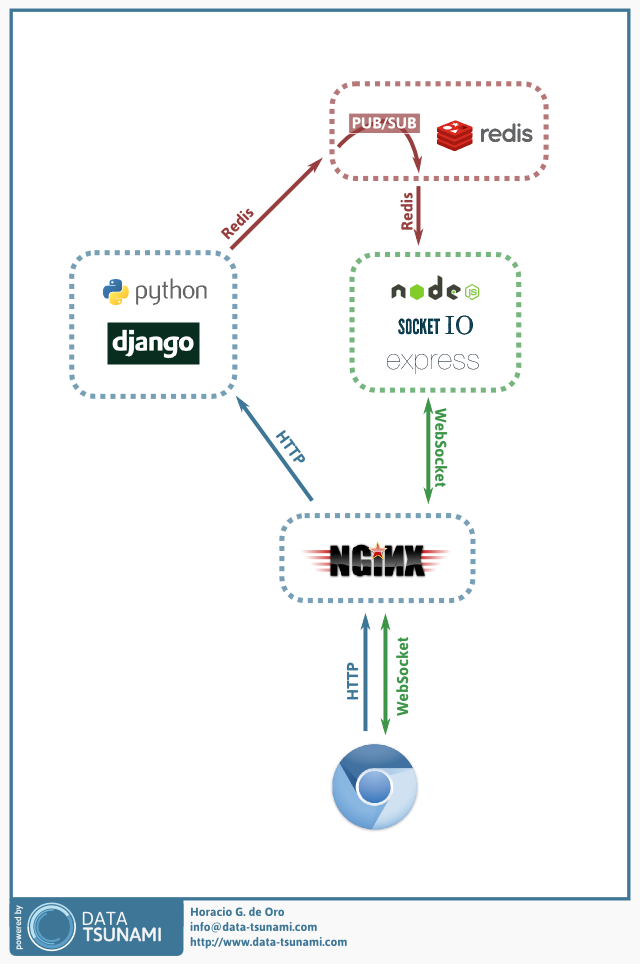 PUB/SUB
redis
Redis
Redis
python
django
node
JS
SOCKET IO
express
HTTP
WebSocket
NGiNX
HTTP
WebSocket
powered by
DATA
TSUNAMI
Horacio G. de Oro
info@data-tsunami.com
http://www.data-tsunami.com